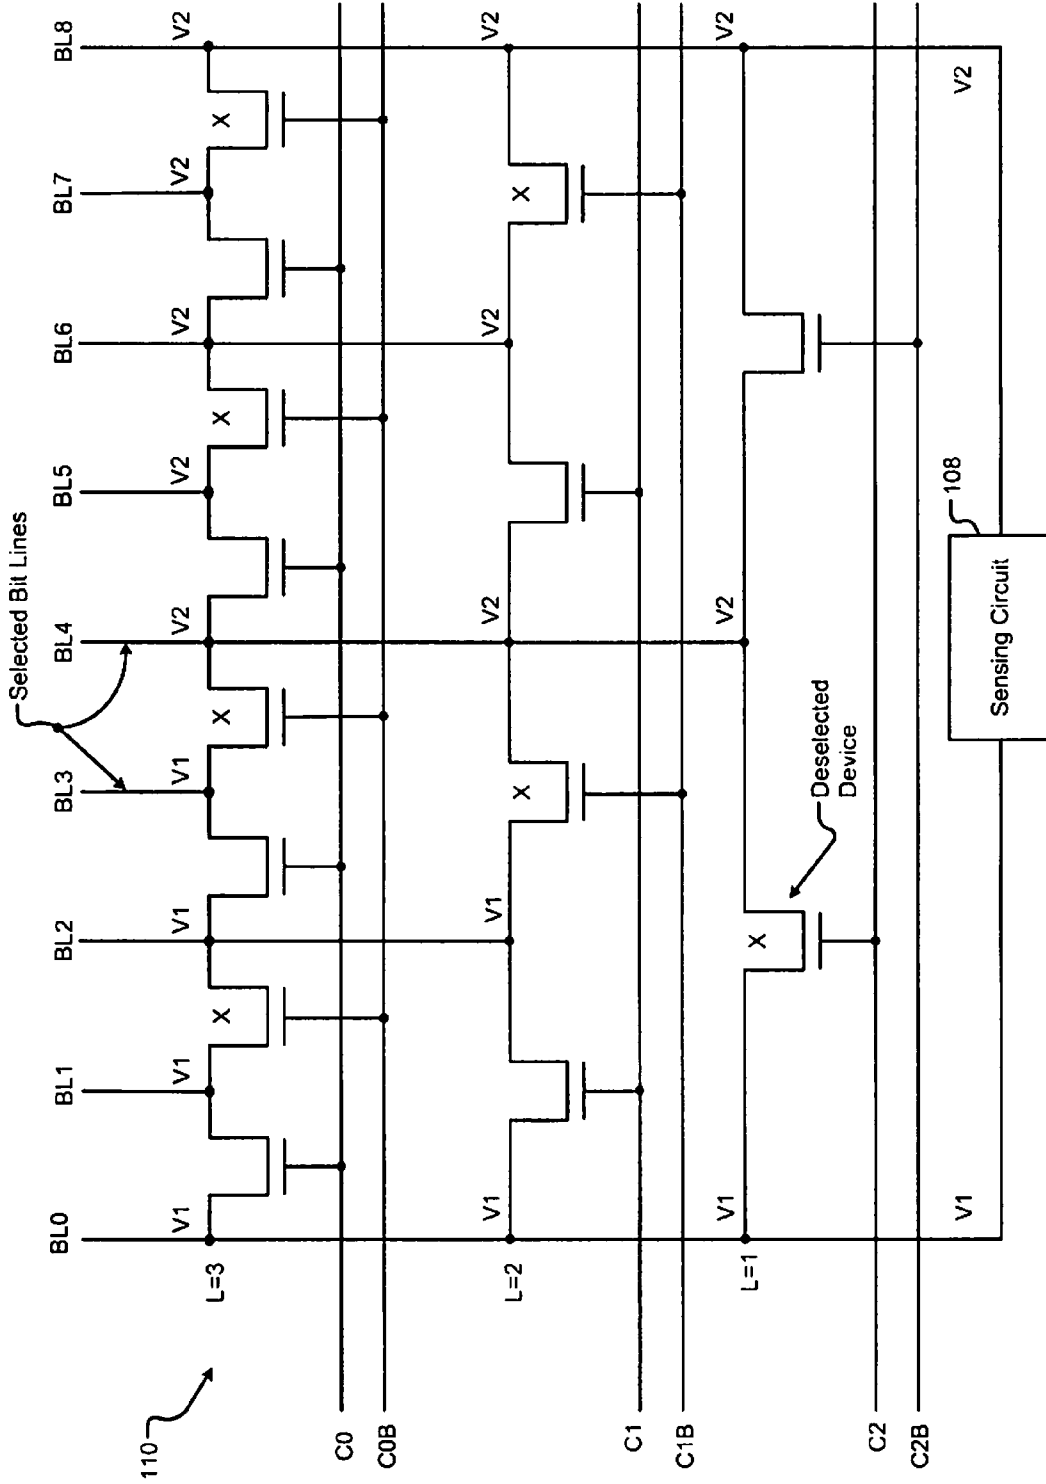 110
Selected Bit Lines
BL0 BL1 BL2 BL3 BL4 BL5 BL6 BL7 BL8
V1 V1 V1 V1 V2 V2 V2 V2 V2
L=3
X X X X
C0
C0B
V1 V1 V2 V2 V2
L=2
X X
C1
C1B
V1 V2 V2
L=1
X
Deselected
Device
C2
C2B
V1 V2
108
Sensing Circuit